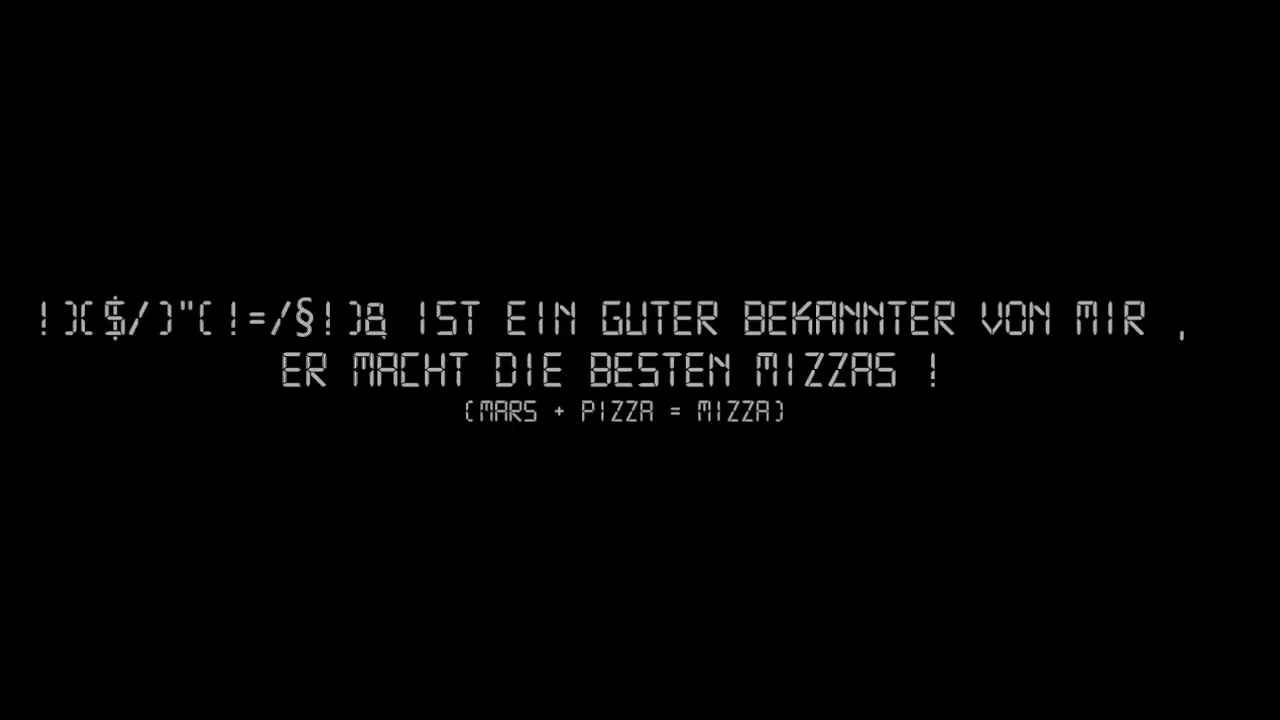 !)($/)"(!=/§!)& IST EIN GUTER BEKANNTER VON MIR ,
ER MACHT DIE BESTEN MIZZAS !
(MARS + PIZZA = MIZZA)